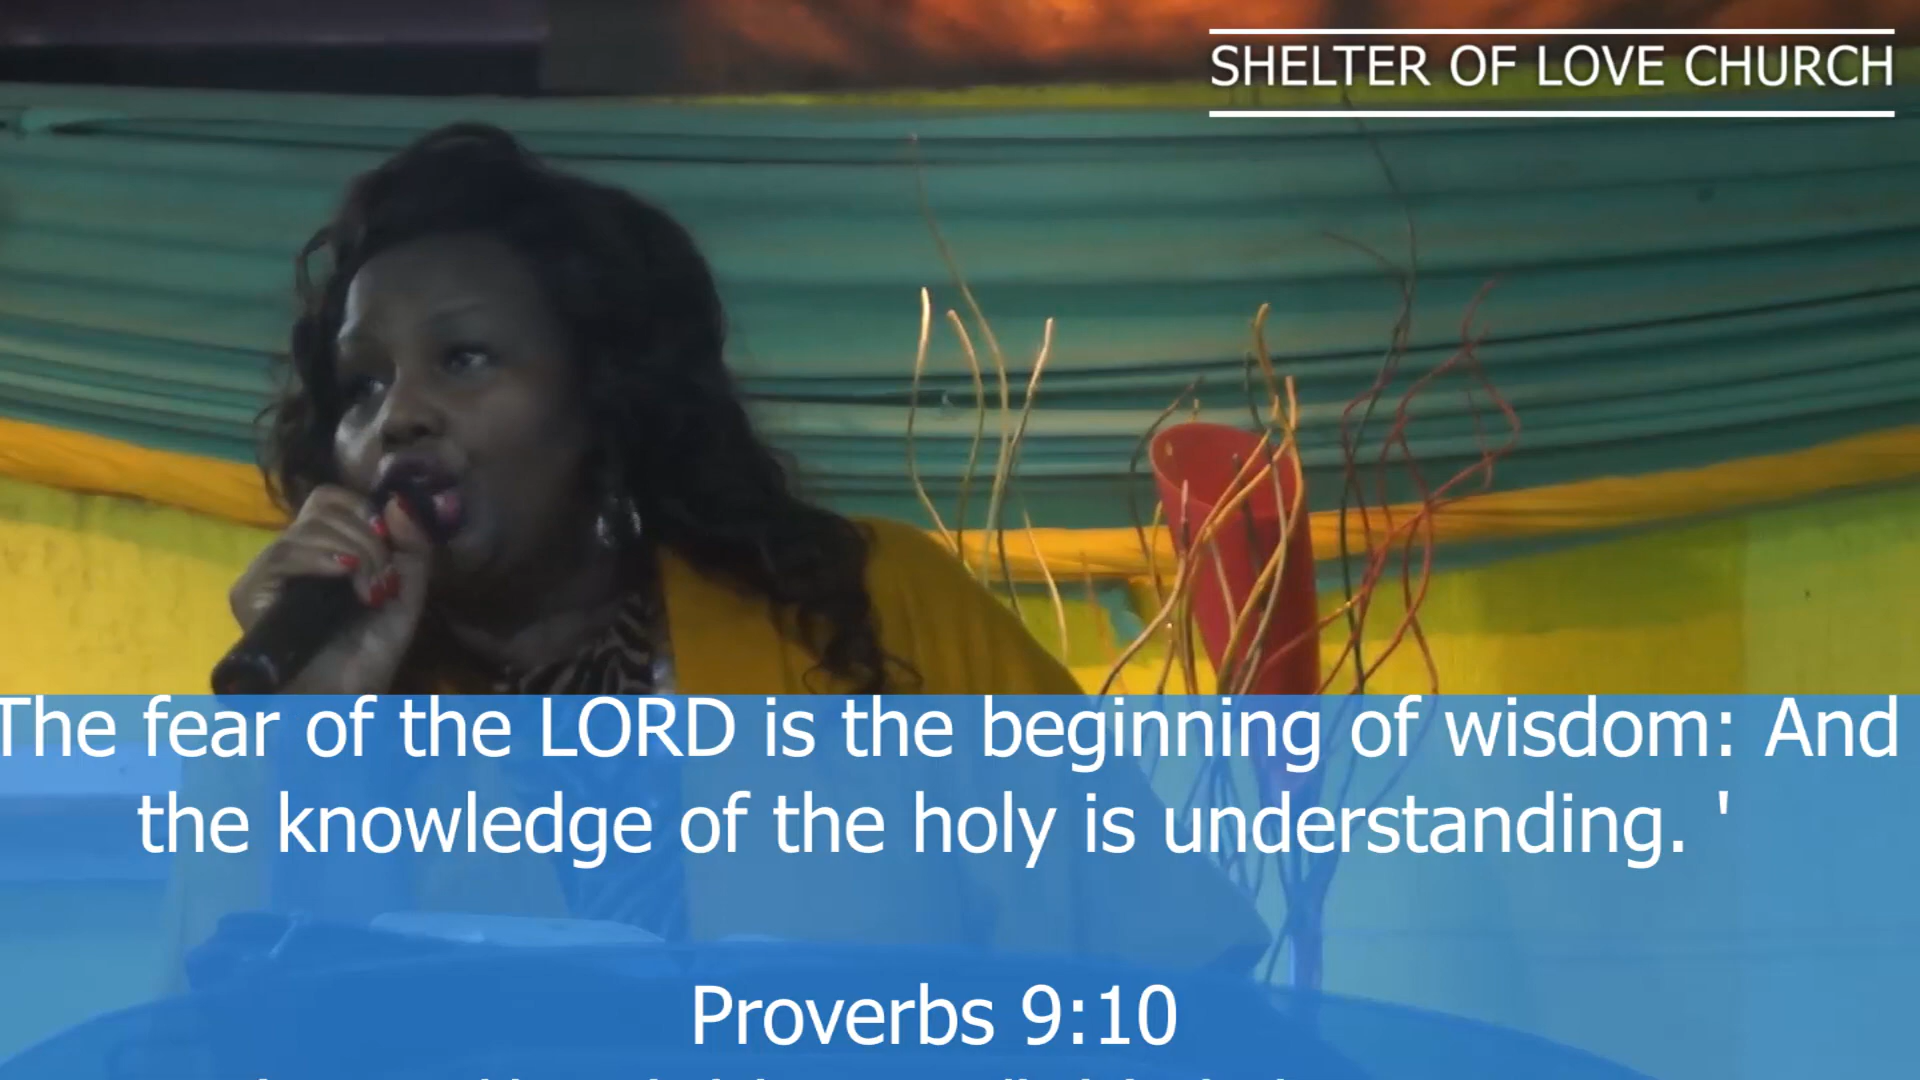 SHELTER OF LOVE CHURCH
The fear of the LORD is the beginning of wisdom: And
the knowledge of the holy is understanding. '
Proverbs 9:10